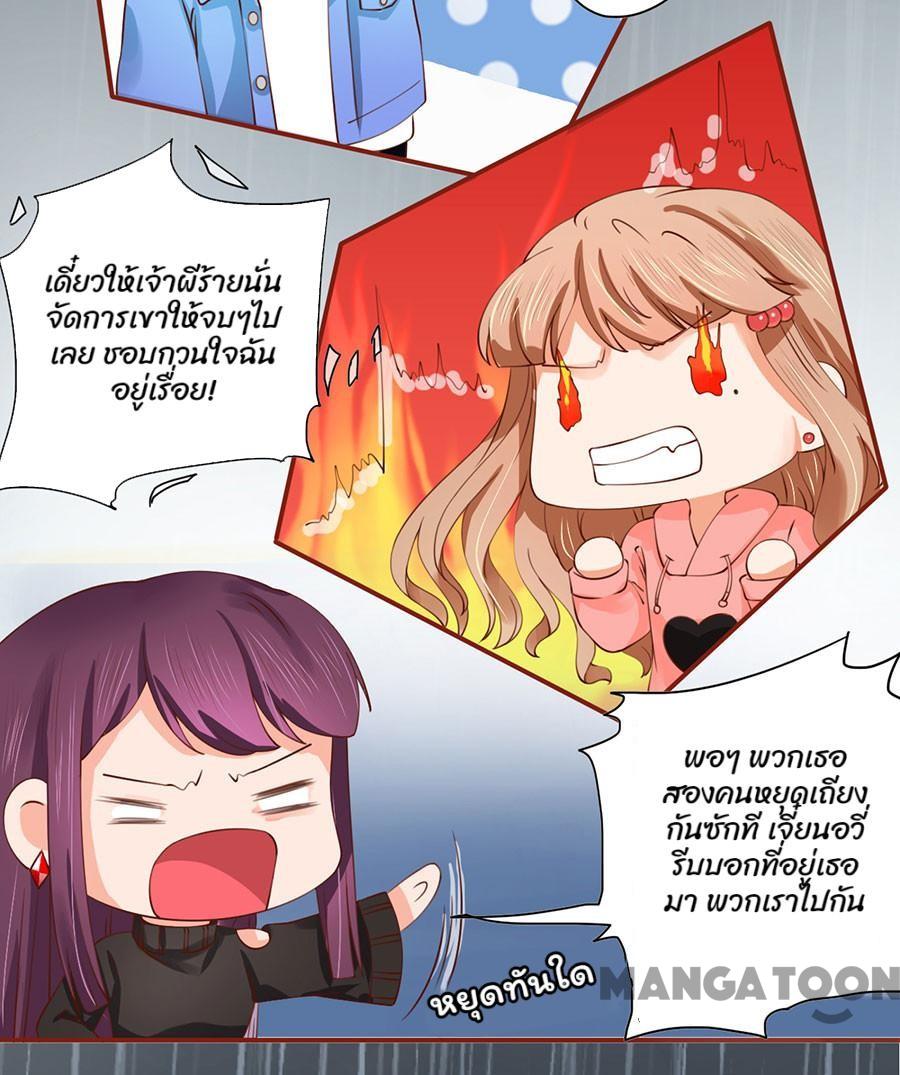 เดี๋ยวให้เจ้าผีร้ายนั่น
จัดการเขาให้จบๆไป
เลย ชอบกวนใจฉัน
อยู่เรื่อย!
พอๆ พวกเธอ
สองคนหยุดเถียง
กันซักที เจี๋ยนอวี่
รีบบอกที่อยู่เธอ
มา พวกเราไปกัน
หยุดทันใด
MANGATOON